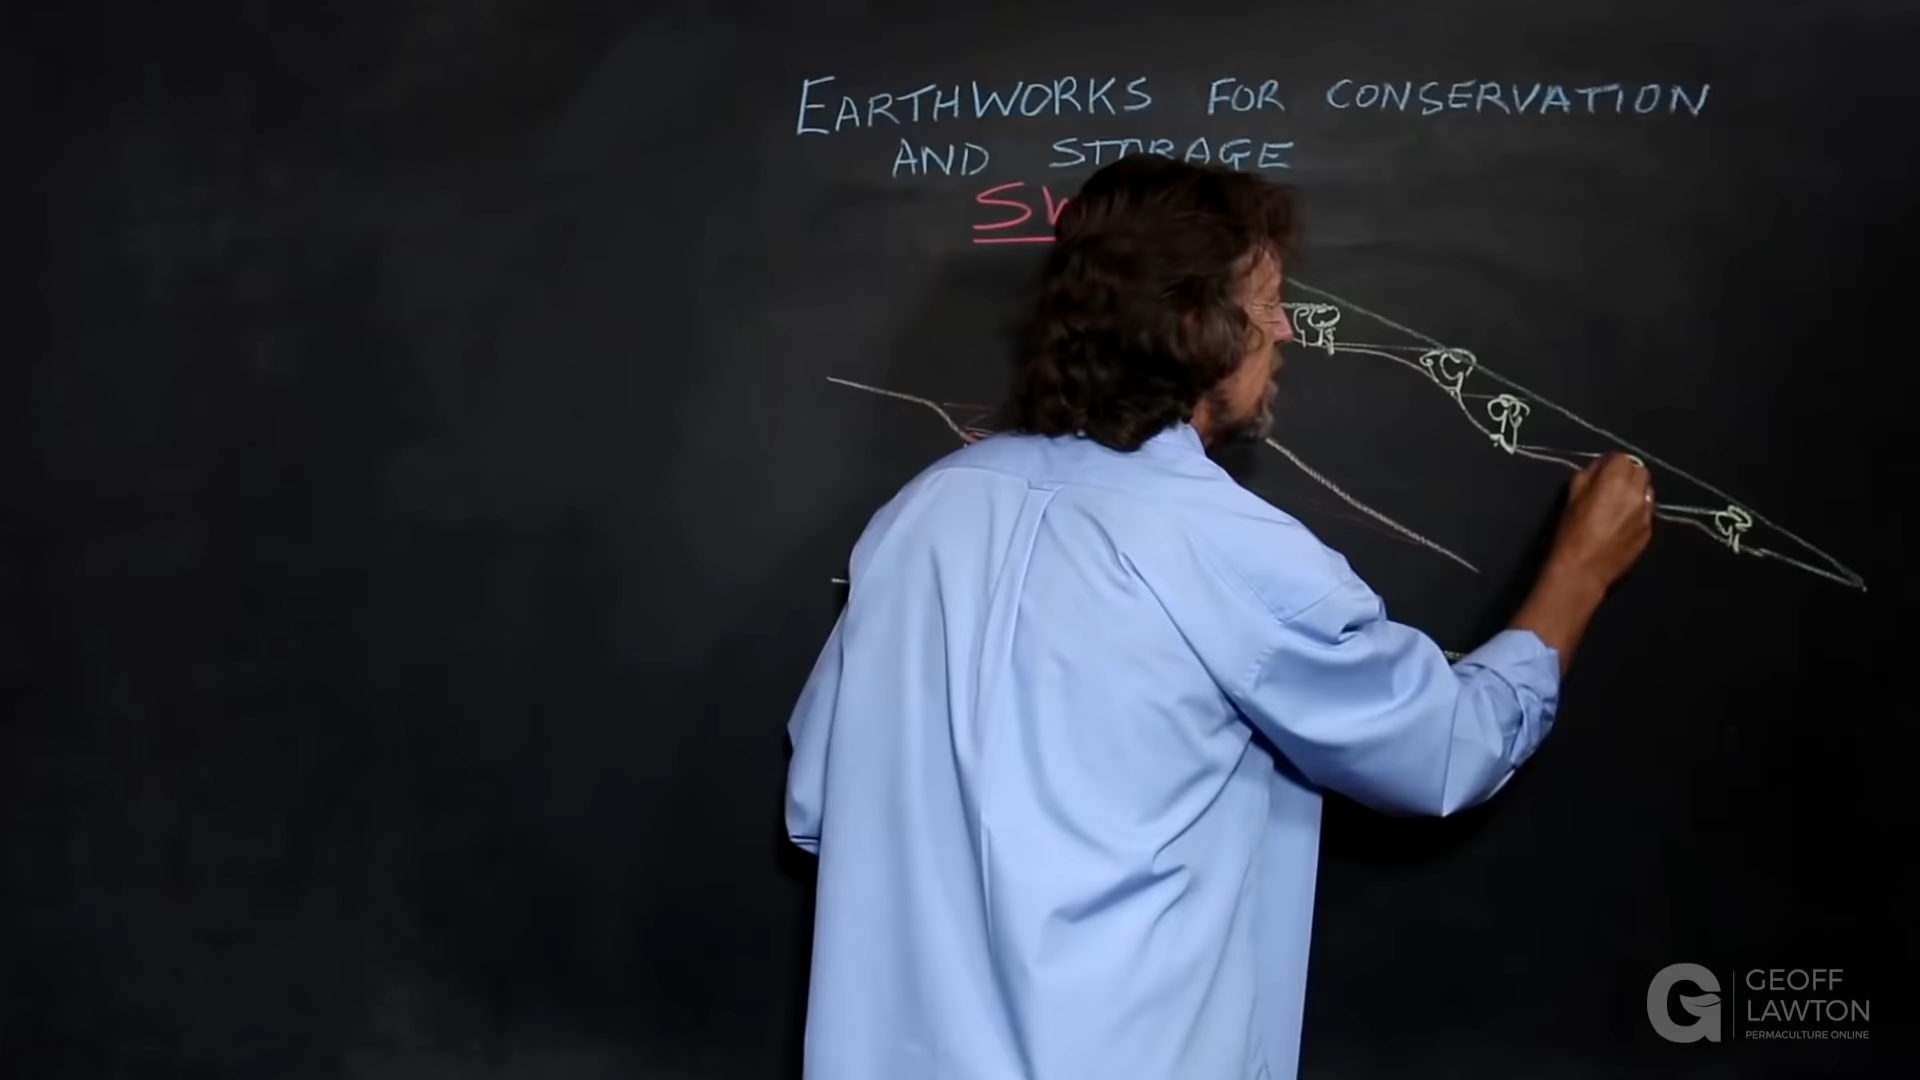 EARTHWORKS FOR CONSERVATION
AND STORAGE
GEOFF
LAWTON
PERMACULTURE ONLINE